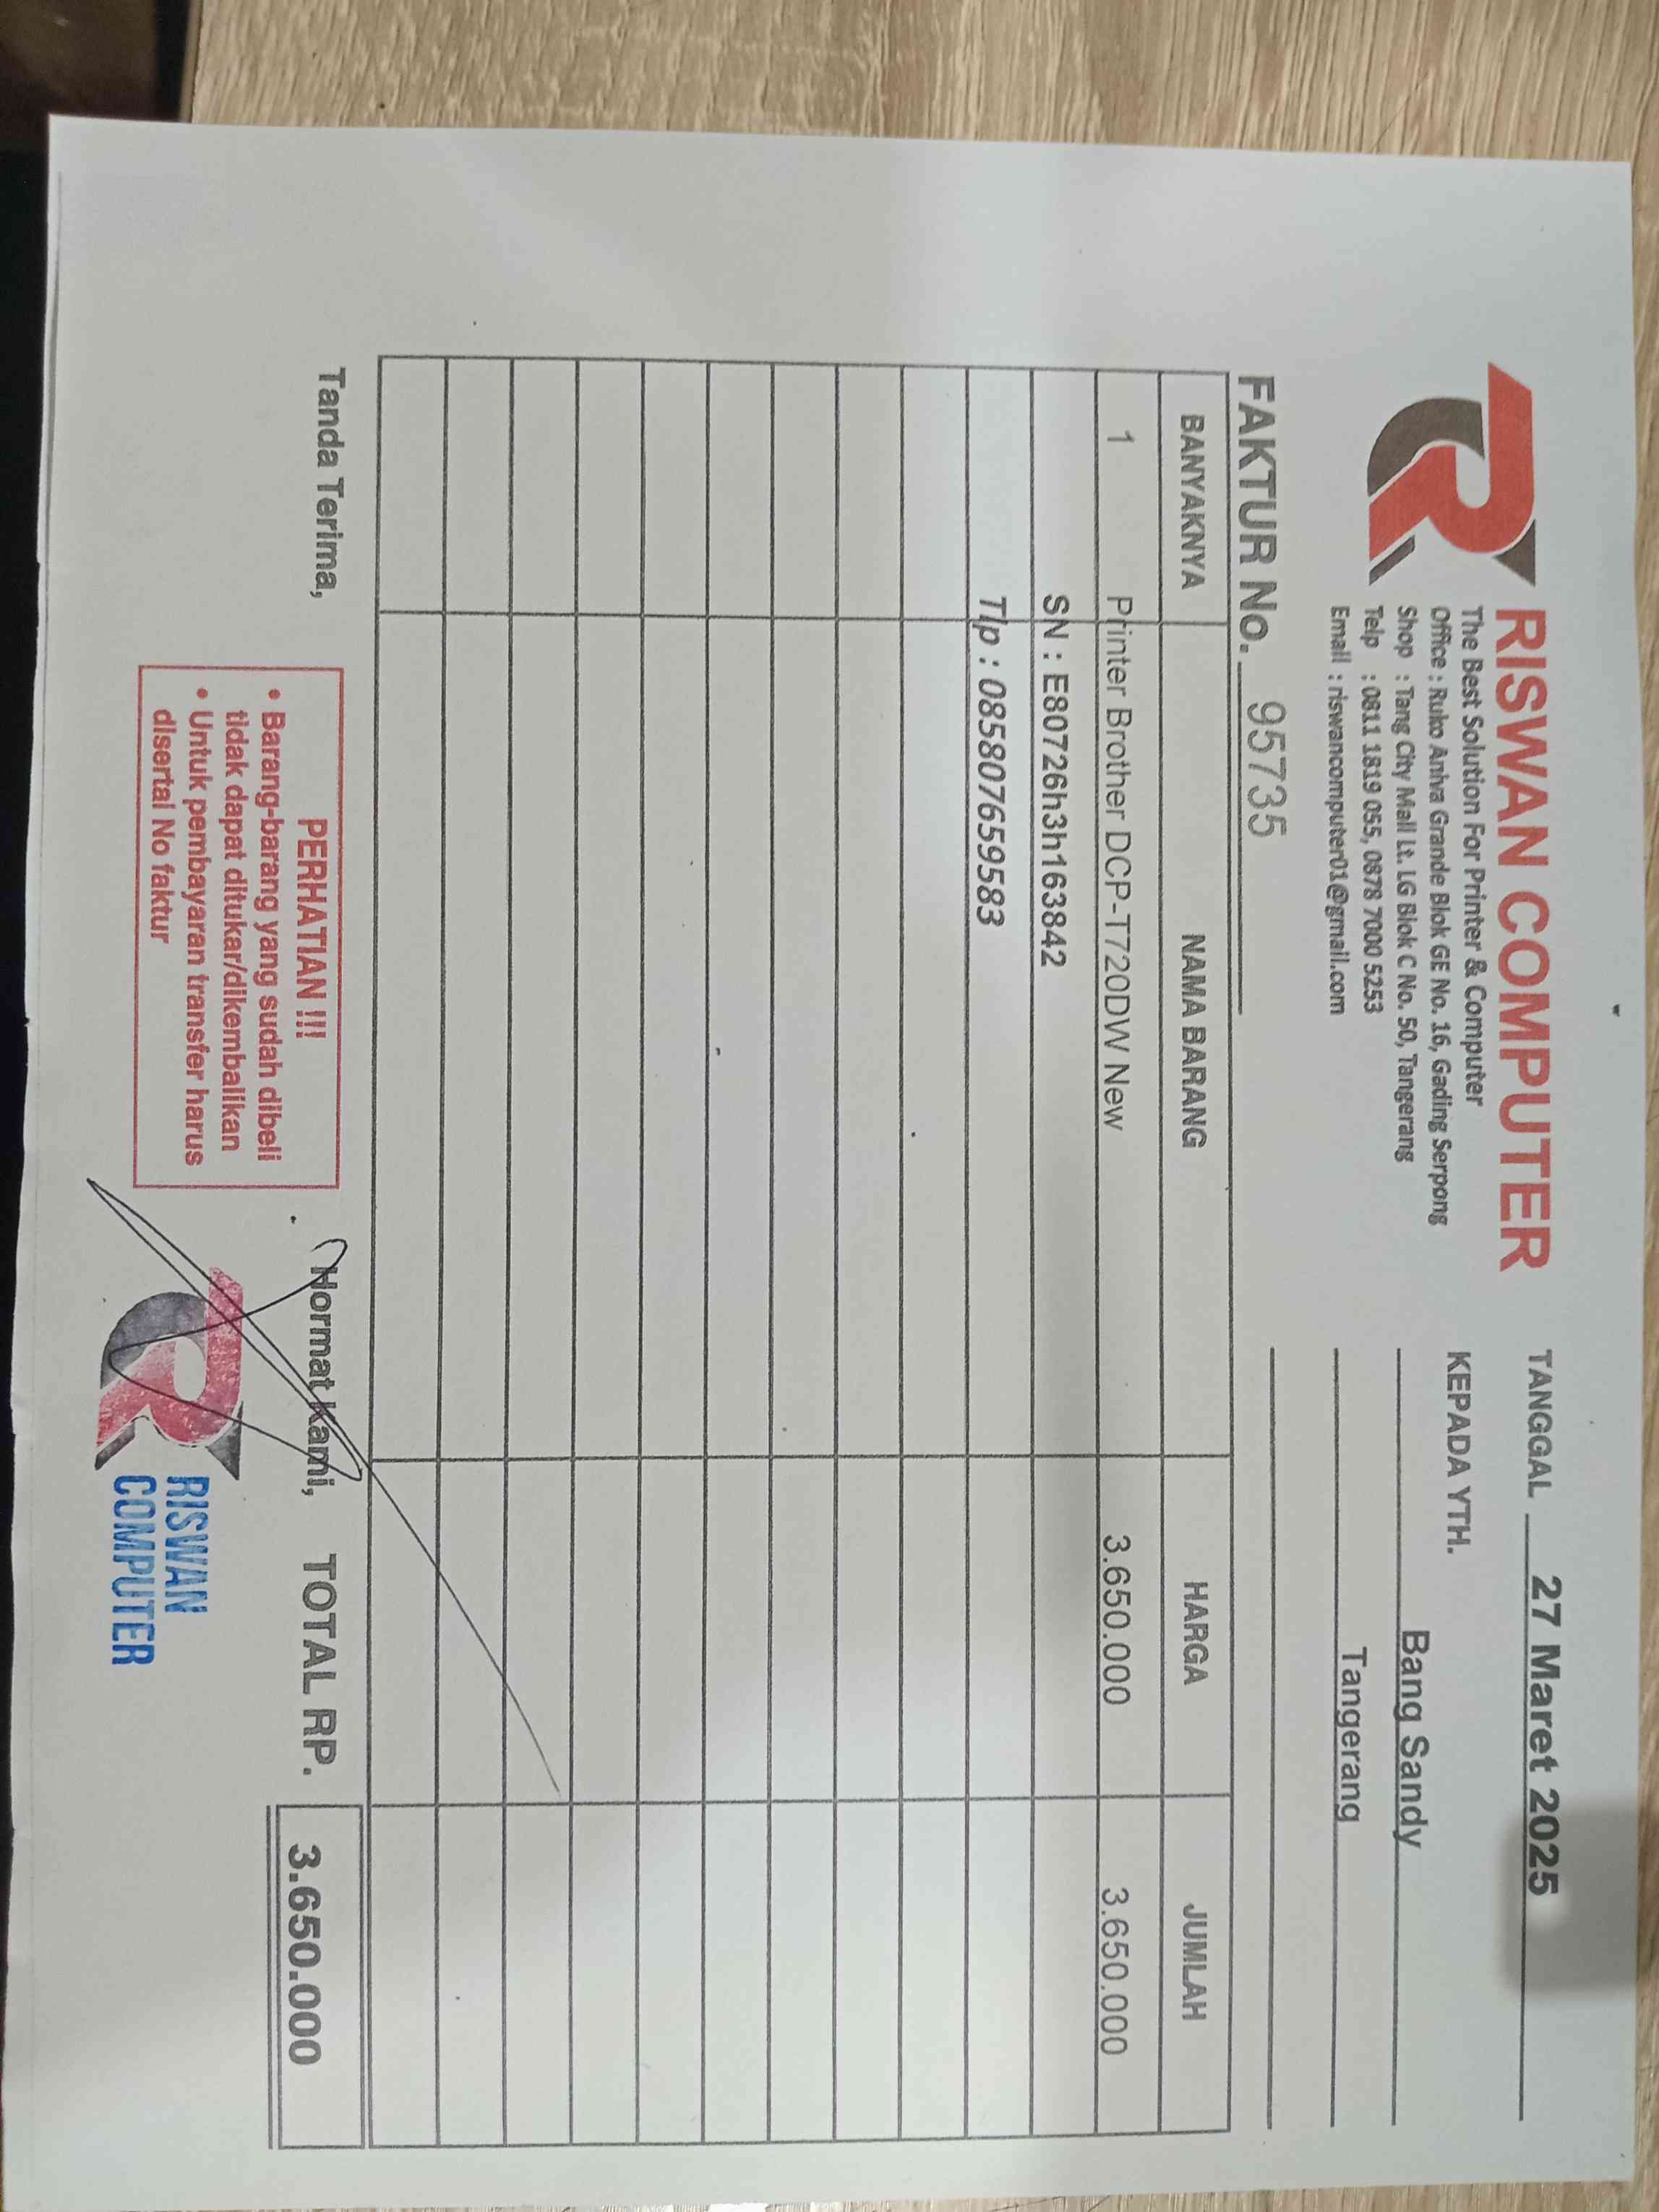 RISWAN COMPUTER
The Best Solution For Printer & Computer
Office : Ruko Anhva Grande Blok GE No. 16, Gading Serpong
Shop : Tang City Mall Lt. LG Blok C No. 50, Tangerang
Telp : 0811 1819 055, 0878 7000 5253
Email : riswancomputer01@gmail.com
TANGGAL 27 Maret 2025
KEPADA YTH.
Bang Sandy
Tangerang
FAKTUR No. 95735
BANYAKNYA NAMA BARANG HARGA JUMLAH
1 Printer Brother DCP-T720DW New 3.650.000 3.650.000
SN : E80726h3h163842
Tlp : 085807659583
Tanda Terima,
PERHATIAN !!!
• Barang-barang yang sudah dibeli
tidak dapat ditukar/dikembalikan
• Untuk pembayaran transfer harus
disertai No faktur
Hormat Kami,
RISWAN
COMPUTER
TOTAL RP. 3.650.000